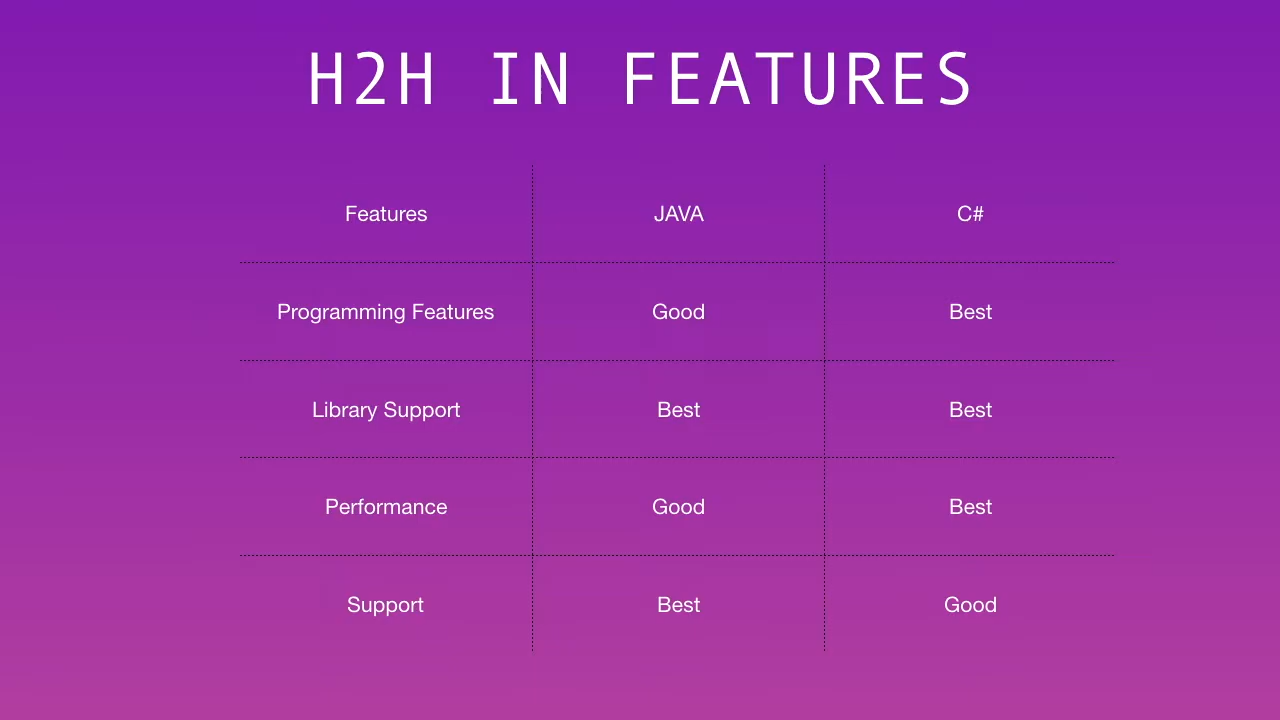 H2H IN FEATURES
Features JAVA C#
Programming Features Good Best
Library Support Best Best
Performance Good Best
Support Best Good